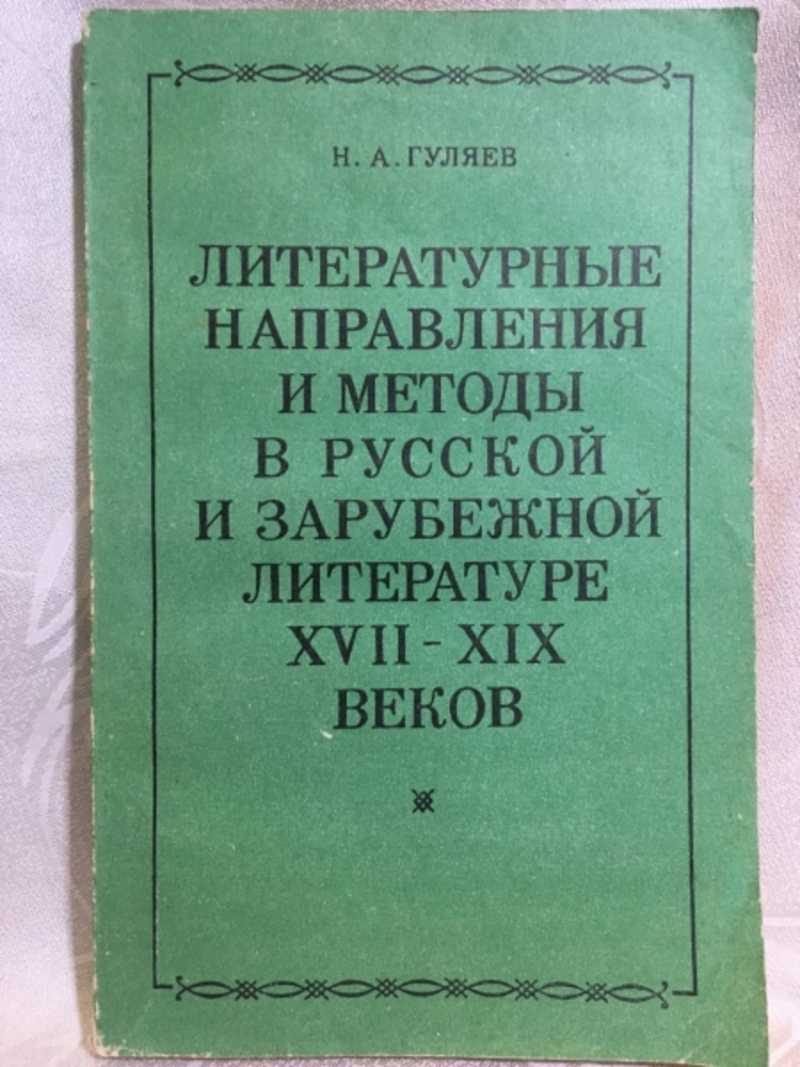 Н. А. ГУЛЯЕВ
ЛИТЕРАТУРНЫЕ
НАПРАВЛЕНИЯ
И МЕТОДЫ
В РУССКОЙ
И ЗАРУБЕЖНОЙ
ЛИТЕРАТУРЕ
XVII-XIX
ВЕКОВ